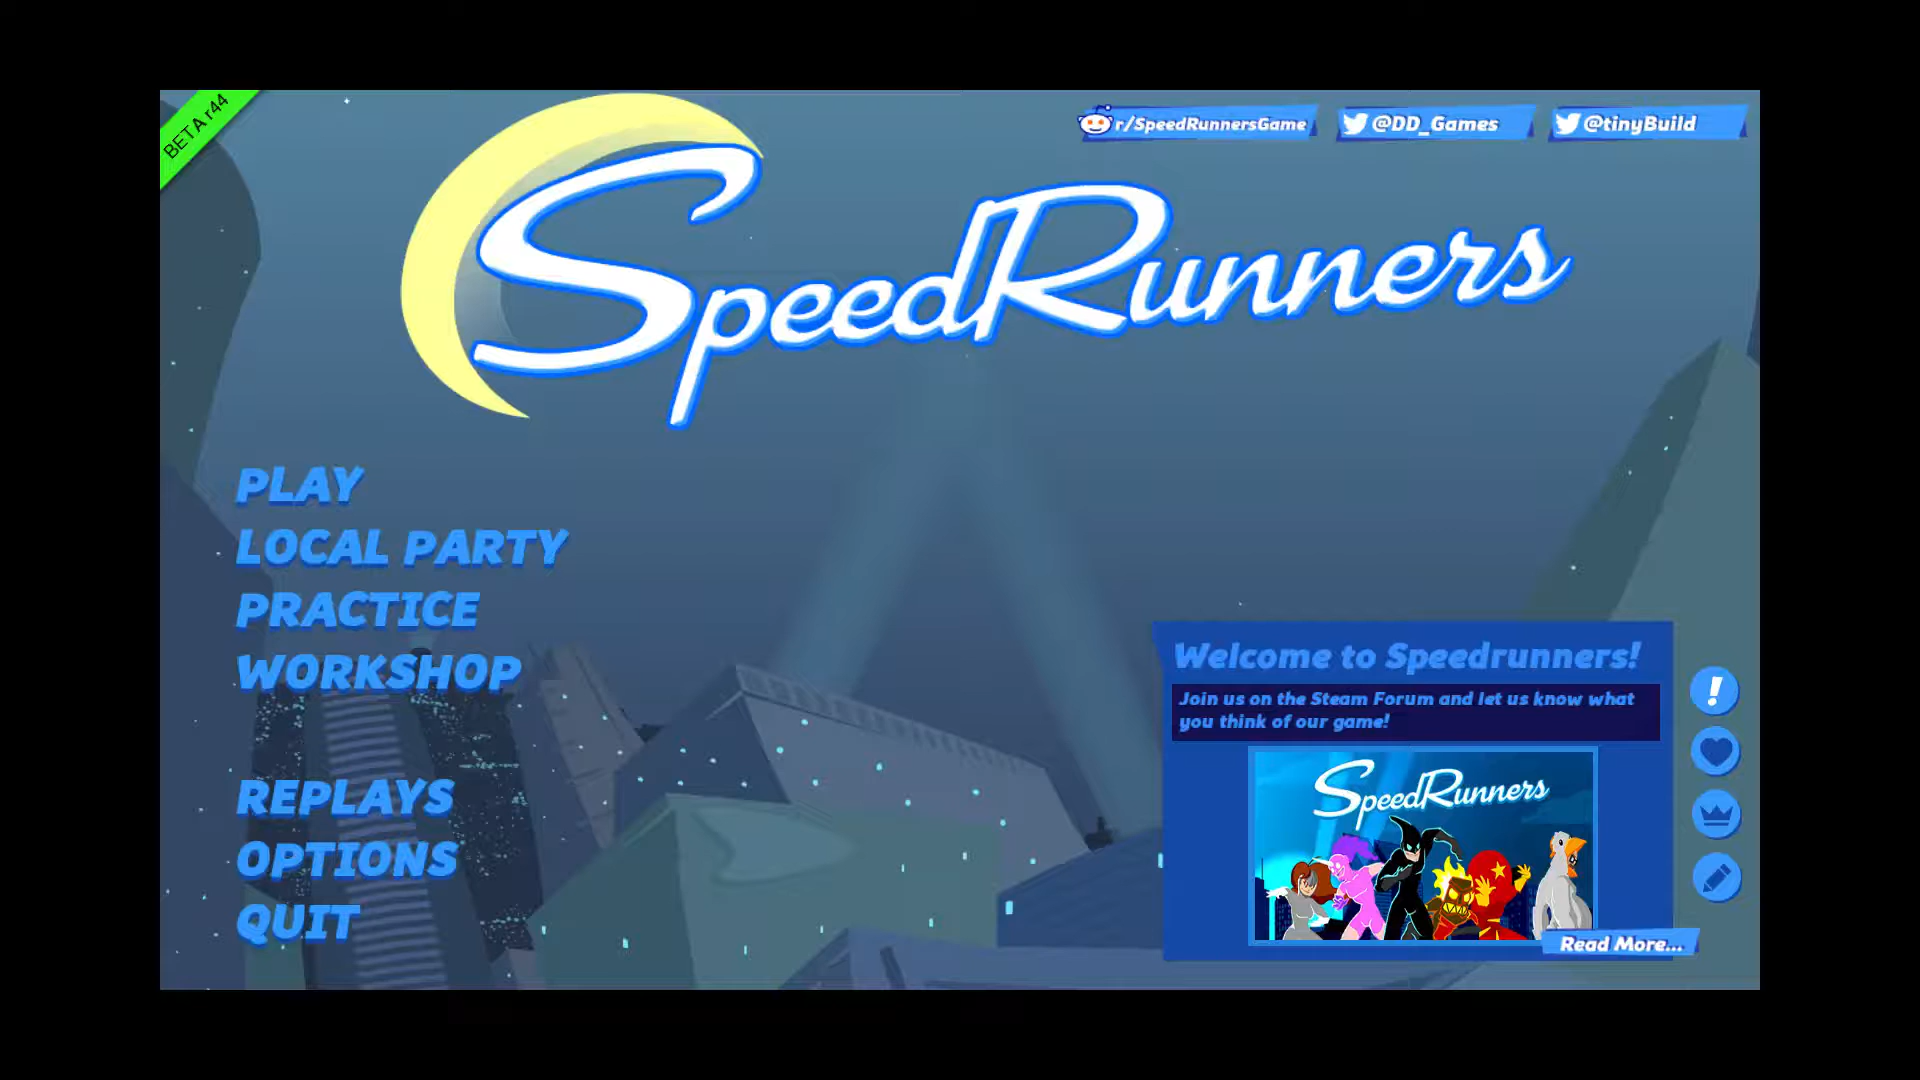 BETA r44
r/SpeedRunnersGame
@DD_Games
@tinyBuild
SpeedRunners
PLAY
LOCAL PARTY
PRACTICE
WORKSHOP
REPLAYS
OPTIONS
QUIT
Welcome to Speedrunners!
Join us on the Steam Forum and let us know what
you think of our game!
SpeedRunners
Read More...